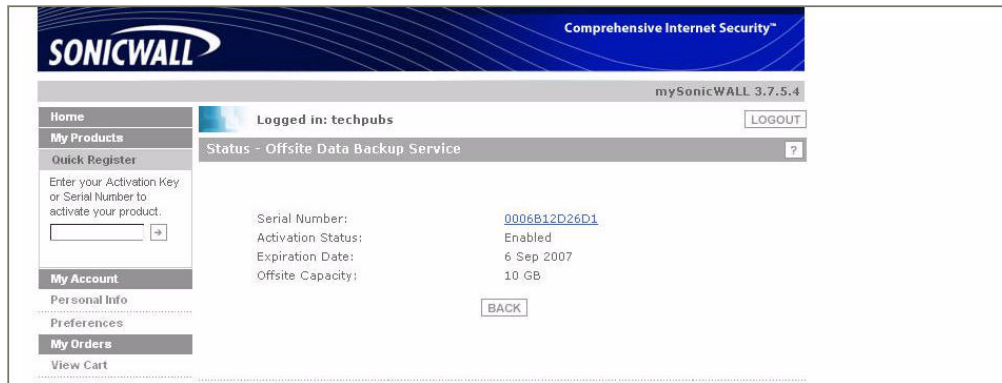 Comprehensive Internet Security™
SONICWALL
mySonicWALL 3.7.5.4
Home
My Products
Quick Register
Enter your Activation Key
or Serial Number to
activate your product.
My Account
Personal Info
Preferences
My Orders
View Cart
Logged in: techpubs
LOGOUT
Status - Offsite Data Backup Service
?
Serial Number: 0006B12D26D1
Activation Status: Enabled
Expiration Date: 6 Sep 2007
Offsite Capacity: 10 GB
BACK